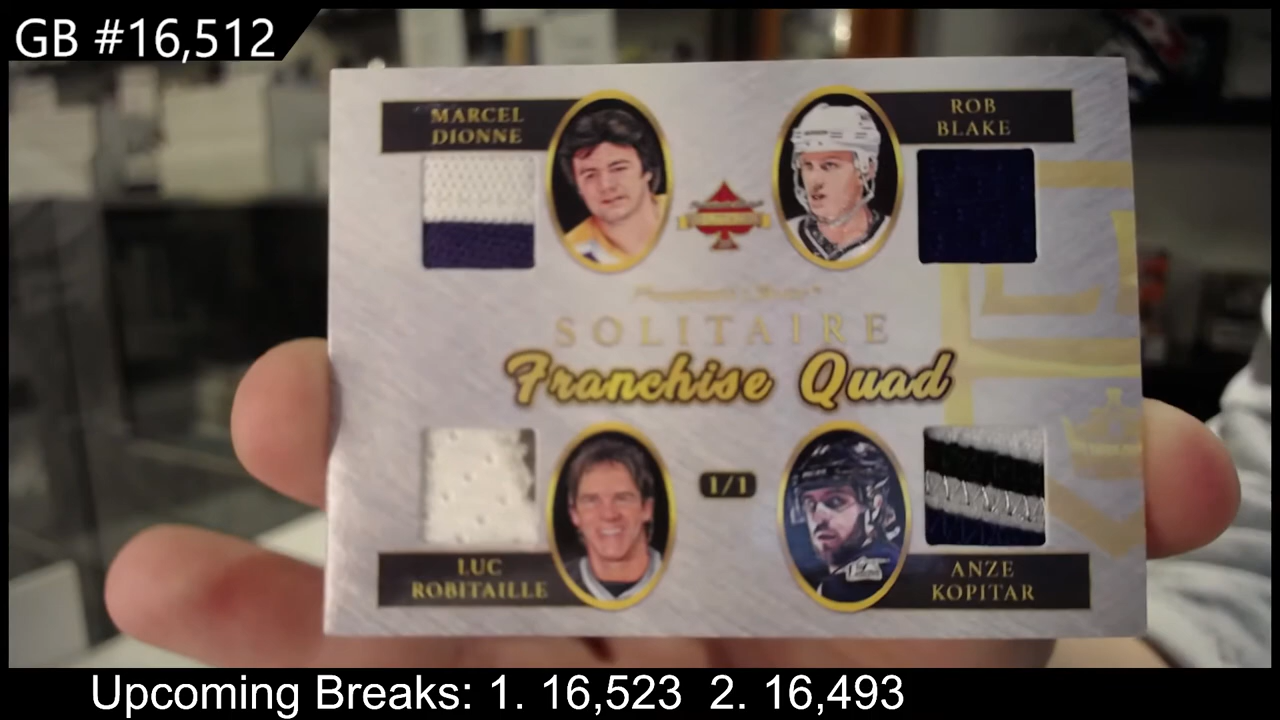 GB #16,512
MARCEL
DIONNE
ROB
BLAKE
SOLITAIRE
Franchise Quad
1/1
LUC
ROBITAILLE
ANZE
KOPITAR
Upcoming Breaks: 1. 16,523 2. 16,493